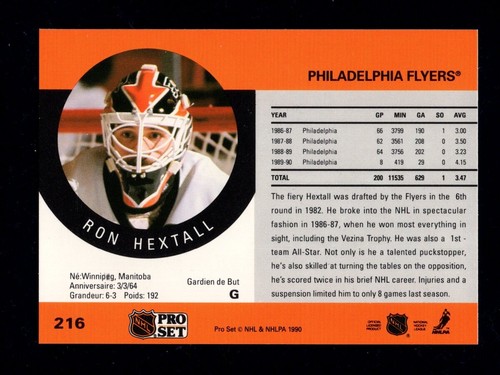 PHILADELPHIA FLYERS®
YEAR GP MIN GA SO AVG
1986-87 Philadelphia 66 3799 190 1 3.00
1987-88 Philadelphia 62 3561 208 0 3.50
1988-89 Philadelphia 64 3756 202 0 3.23
1989-90 Philadelphia 8 419 29 0 4.15
TOTAL 200 11535 629 1 3.47
The fiery Hextall was drafted by the Flyers in the 6th
round in 1982. He broke into the NHL in spectacular
fashion in 1986-87, when he won most everything in
sight, including the Vezina Trophy. He was also a 1st -
team All-Star. Not only is he a talented puckstopper,
he's also skilled at turning the tables on the opposition,
he's scored twice in his brief NHL career. Injuries and a
suspension limited him to only 8 games last season.
RON HEXTALL
Né:Winnipeg, Manitoba
Anniversaire: 3/3/64
Grandeur: 6-3 Poids: 192
Gardien de But
G
216
PRO
SET
Pro Set © NHL & NHLPA 1990
OFFICIAL
LICENSED
PRODUCT
NHL
®
NATIONAL
HOCKEY
LEAGUE
NHLPA